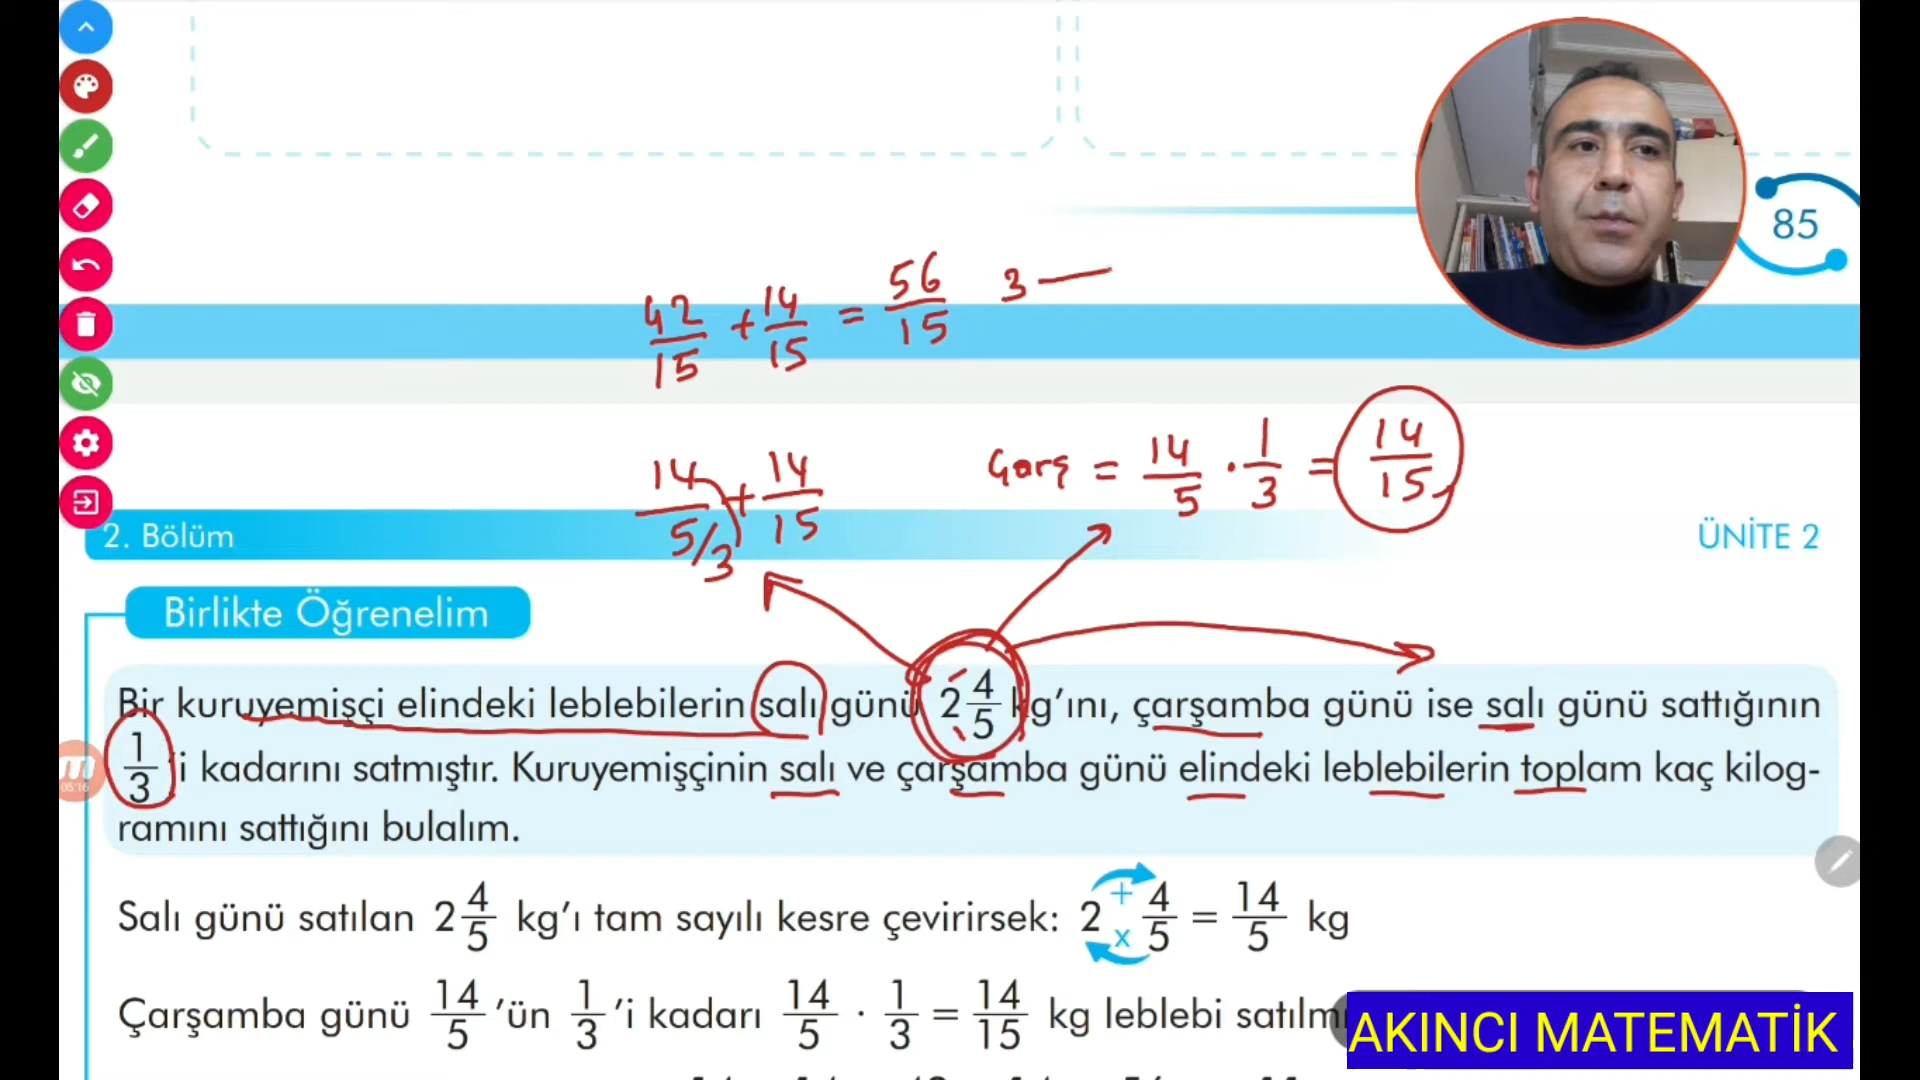 85
42/15 + 14/15 = 56/15 3
14/5/3 + 14/15
Çarş = 14/5 · 1/3 = 14/15
2. Bölüm
ÜNİTE 2
Birlikte Öğrenelim
Bir kuruyemişçi elindeki leblebilerin salı günü 2 4/5 kg'ını, çarşamba günü ise salı günü sattığının
1/3 'i kadarını satmıştır. Kuruyemişçinin salı ve çarşamba günü elindeki leblebilerin toplam kaç kilog-
ramını sattığını bulalım.
05:16
Salı günü satılan 2 4/5 kg'ı tam sayılı kesre çevirirsek: 2 + x 4/5 = 14/5 kg
Çarşamba günü 14/5 'ün 1/3 'i kadarı 14/5 · 1/3 = 14/15 kg leblebi
AKINCI MATEMATİK